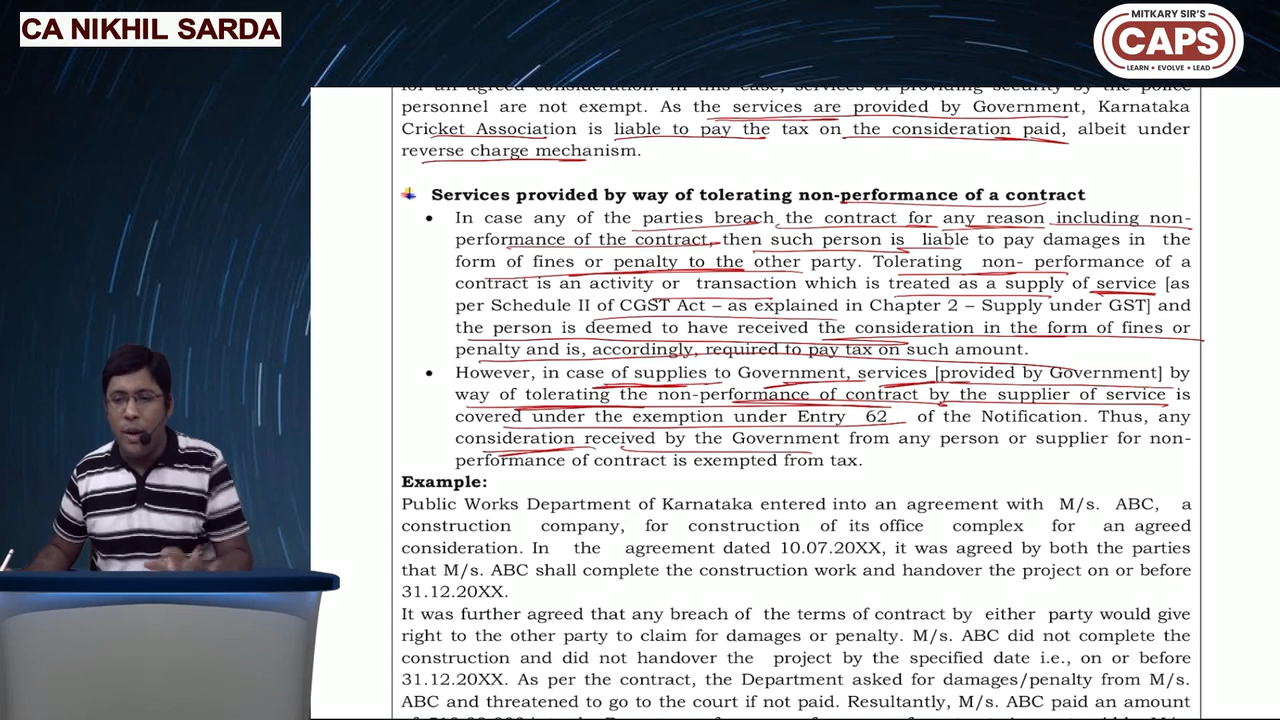 CA NIKHIL SARDA
MITKARY SIR'S
CAPS
LEARN • EVOLVE • LEAD
for an agreed consideration. In this case, services of providing security by the police
personnel are not exempt. As the services are provided by Government, Karnataka
Cricket Association is liable to pay the tax on the consideration paid, albeit under
reverse charge mechanism.
Services provided by way of tolerating non-performance of a contract
• In case any of the parties breach the contract for any reason including non-
performance of the contract, then such person is liable to pay damages in the
form of fines or penalty to the other party. Tolerating non- performance of a
contract is an activity or transaction which is treated as a supply of service [as
per Schedule II of CGST Act – as explained in Chapter 2 – Supply under GST] and
the person is deemed to have received the consideration in the form of fines or
penalty and is, accordingly, required to pay tax on such amount.
• However, in case of supplies to Government, services [provided by Government] by
way of tolerating the non-performance of contract by the supplier of service is
covered under the exemption under Entry 62 of the Notification. Thus, any
consideration received by the Government from any person or supplier for non-
performance of contract is exempted from tax.
Example:
Public Works Department of Karnataka entered into an agreement with M/s. ABC, a
construction company, for construction of its office complex for an agreed
consideration. In the agreement dated 10.07.20XX, it was agreed by both the parties
that M/s. ABC shall complete the construction work and handover the project on or before
31.12.20XX.
It was further agreed that any breach of the terms of contract by either party would give
right to the other party to claim for damages or penalty. M/s. ABC did not complete the
construction and did not handover the project by the specified date i.e., on or before
31.12.20XX. As per the contract, the Department asked for damages/penalty from M/s.
ABC and threatened to go to the court if not paid. Resultantly, M/s. ABC paid an amount